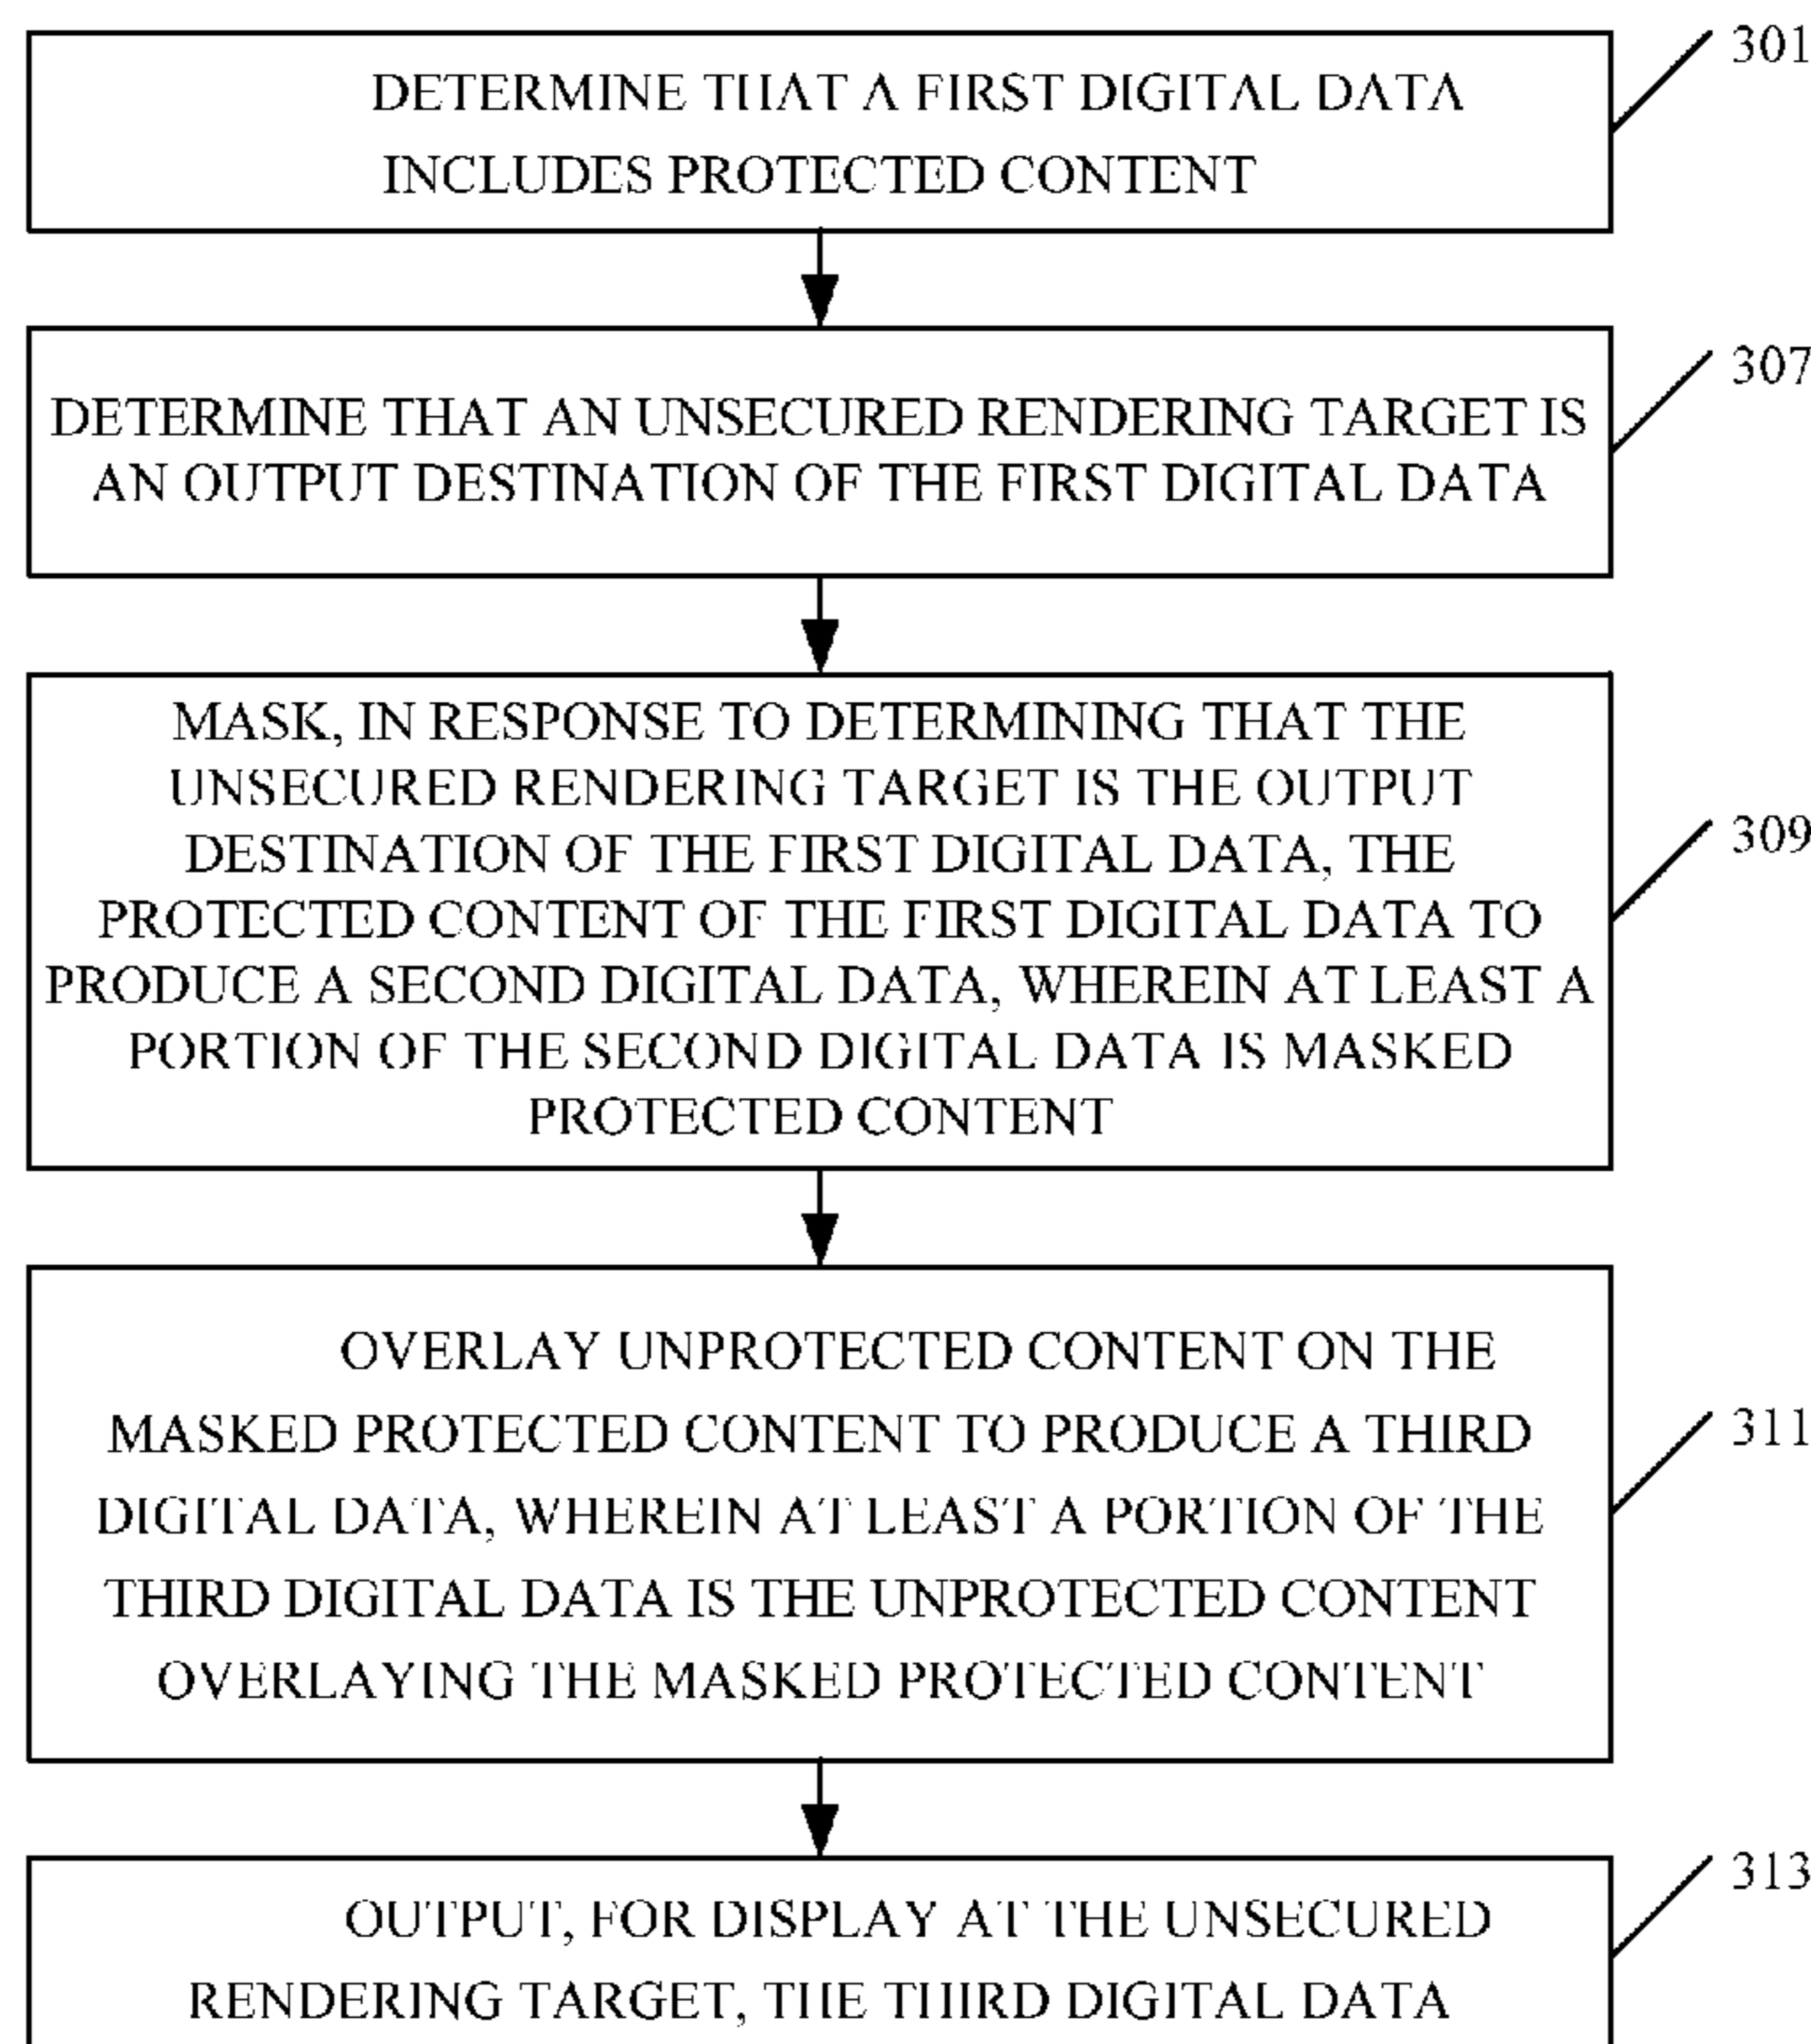 301
DETERMINE THAT A FIRST DIGITAL DATA
INCLUDES PROTECTED CONTENT
307
DETERMINE THAT AN UNSECURED RENDERING TARGET IS
AN OUTPUT DESTINATION OF THE FIRST DIGITAL DATA
MASK, IN RESPONSE TO DETERMINING THAT THE
UNSECURED RENDERING TARGET IS THE OUTPUT
309
DESTINATION OF THE FIRST DIGITAL DATA, THE
PROTECTED CONTENT OF THE FIRST DIGITAL DATA TO
PRODUCE A SECOND DIGITAL DATA, WHEREIN AT LEAST A
PORTION OF THE SECOND DIGITAL DATA IS MASKED
PROTECTED CONTENT
OVERLAY UNPROTECTED CONTENT ON THE
311
MASKED PROTECTED CONTENT TO PRODUCE A THIRD
DIGITAL DATA, WHEREIN AT LEAST A PORTION OF THE
THIRD DIGITAL DATA IS THE UNPROTECTED CONTENT
OVERLAYING THE MASKED PROTECTED CONTENT
313
OUTPUT, FOR DISPLAY AT THE UNSECURED
RENDERING TARGET, THE THIRD DIGITAL DATA